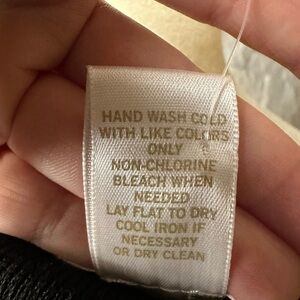 HAND WASH COLD
WITH LIKE COLORS
ONLY
NON-CHLORINE
BLEACH WHEN
NEEDED
LAY FLAT TO DRY
COOL IRON IF
NECESSARY
OR DRY CLEAN